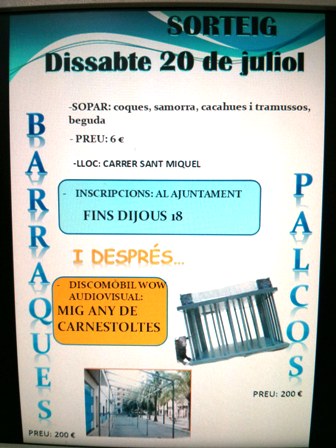 SORTEIG
Dissabte 20 de juliol
-SOPAR: coques, samorra, cacahues i tramussos,
beguda
- PREU: 6 €
-LLOC: CARRER SANT MIQUEL
BARRAQUES
- INSCRIPCIONS: AL AJUNTAMENT
FINS DIJOUS 18
PALCOS
I DESPRÉS...
- DISCOMÒBIL WOW
AUDIOVISUAL:
MIG ANY DE
CARNESTOLTES
PREU: 200 €
PREU: 200 €